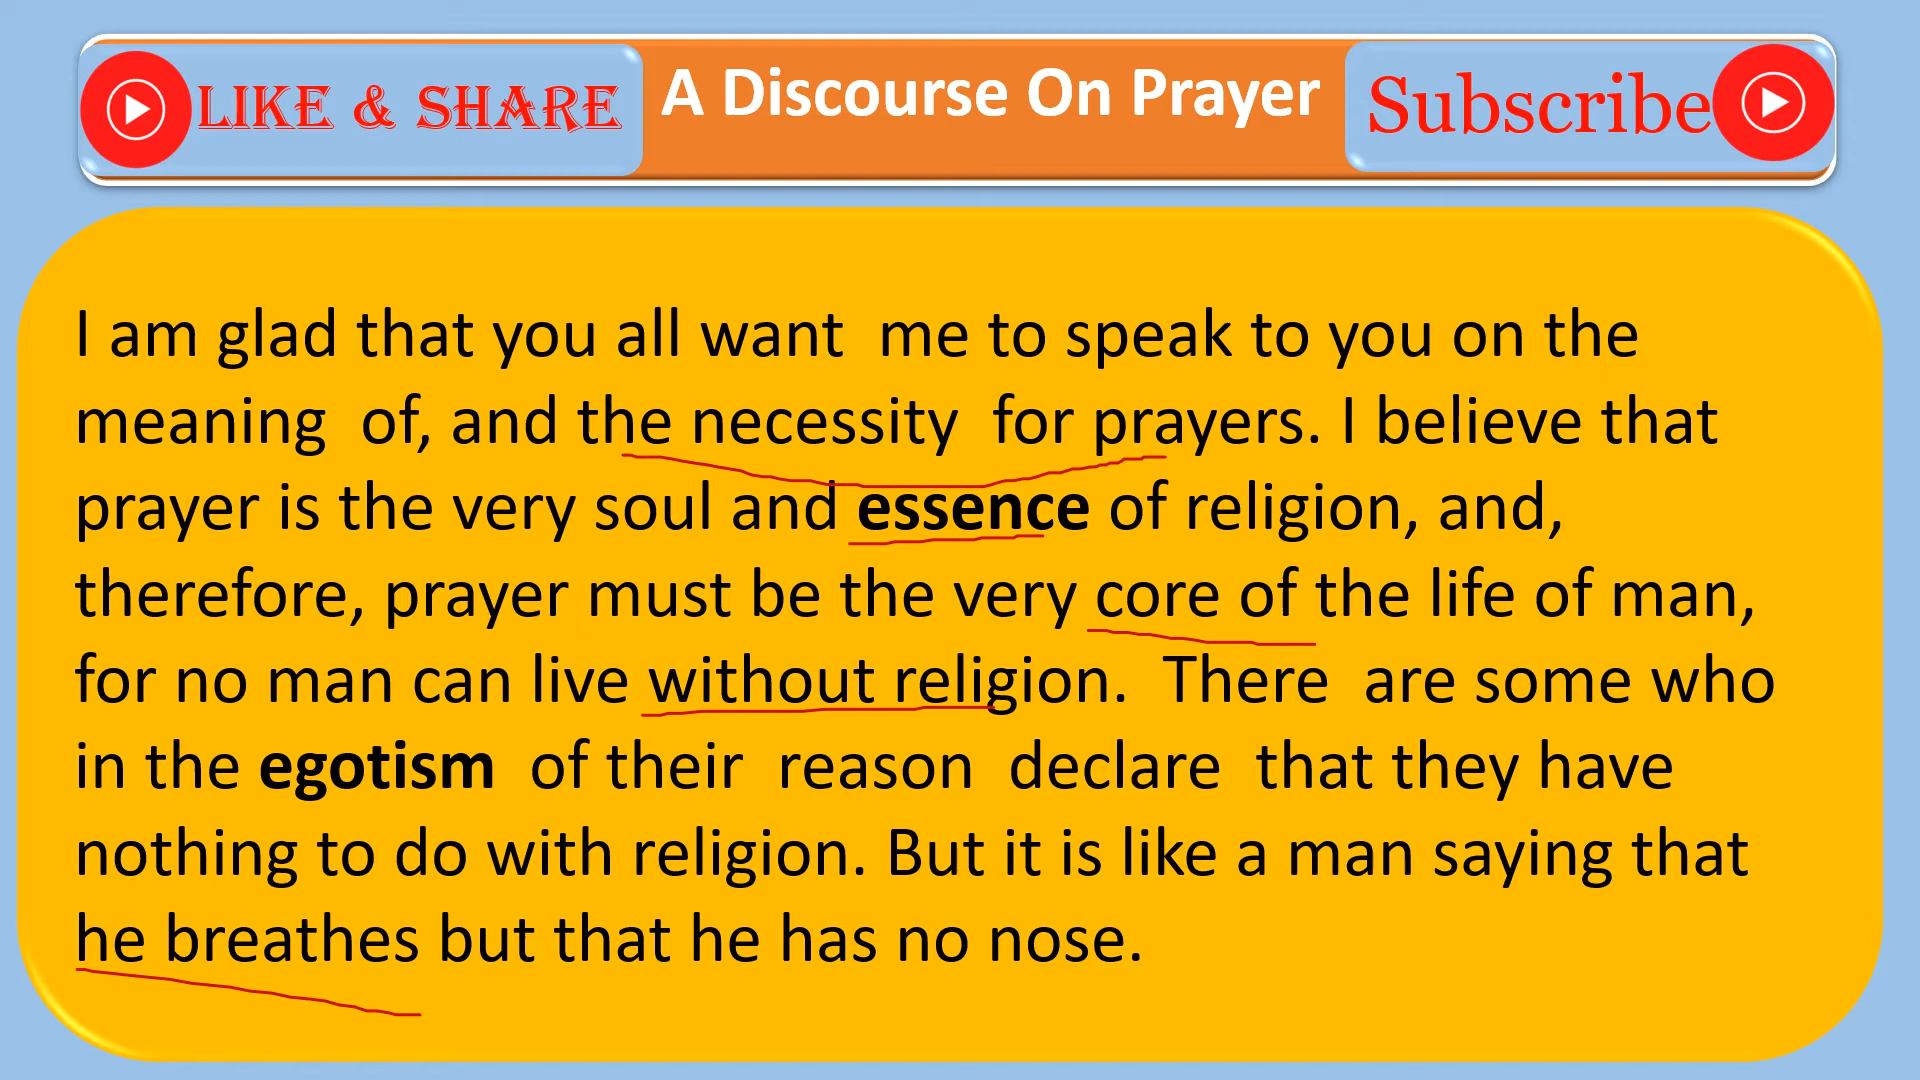 LIKE & SHARE
A Discourse On Prayer
Subscribe
I am glad that you all want me to speak to you on the
meaning of, and the necessity for prayers. I believe that
prayer is the very soul and essence of religion, and,
therefore, prayer must be the very core of the life of man,
for no man can live without religion. There are some who
in the egotism of their reason declare that they have
nothing to do with religion. But it is like a man saying that
he breathes but that he has no nose.